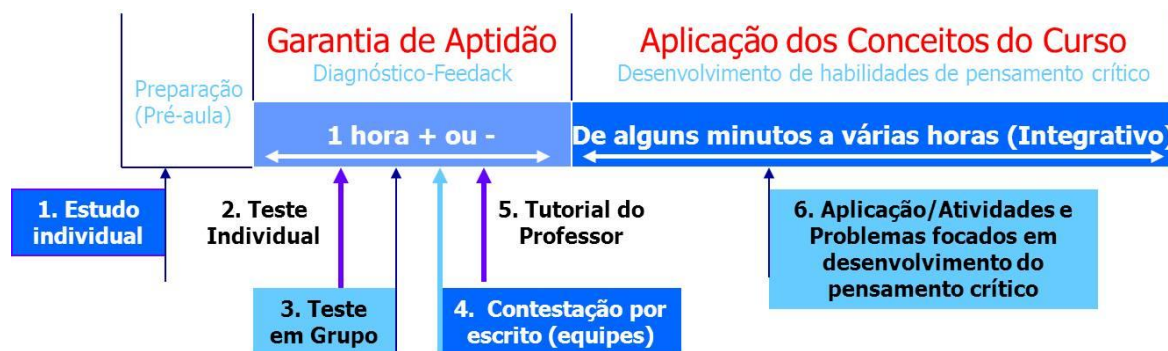 Garantia de Aptidão
Diagnóstico-Feedack
Aplicação dos Conceitos do Curso
Desenvolvimento de habilidades de pensamento crítico
Preparação
(Pré-aula)
1 hora + ou -
De alguns minutos a várias horas (Integrativo)
1. Estudo
individual
2. Teste
Individual
3. Teste
em Grupo
4. Contestação por
escrito (equipes)
5. Tutorial do
Professor
6. Aplicação/Atividades e
Problemas focados em
desenvolvimento do
pensamento crítico